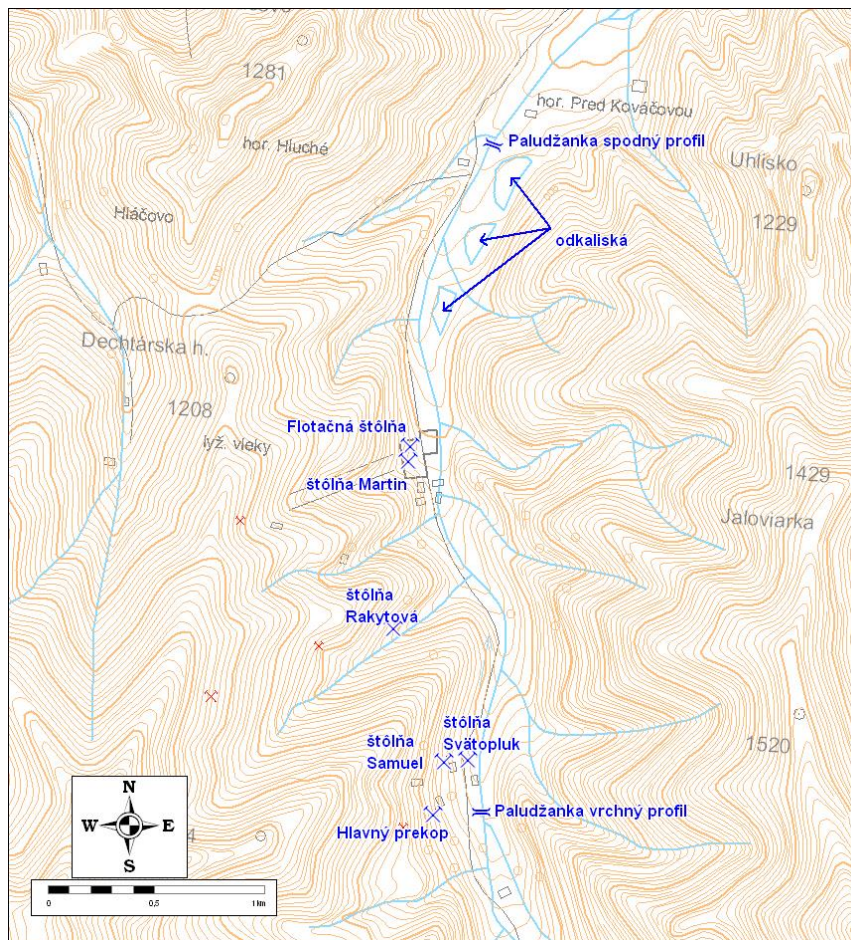 1281
hor. Pred Kováčovou
hor. Hluché
Paludžanka spodný profil
Uhlisko
Hláčovo
1229
odkaliská
Dechtárska h.
1208
Flotačná štôlňa
lyž. vleky
štôlňa Martin
1429
Jaloviarka
štôlňa
Rakytová
štôlňa
Svätopluk
štôlňa
Samuel
1520
N
W E
S
Paludžanka vrchný profil
Hlavný prekop
4
0 0,5 1 km